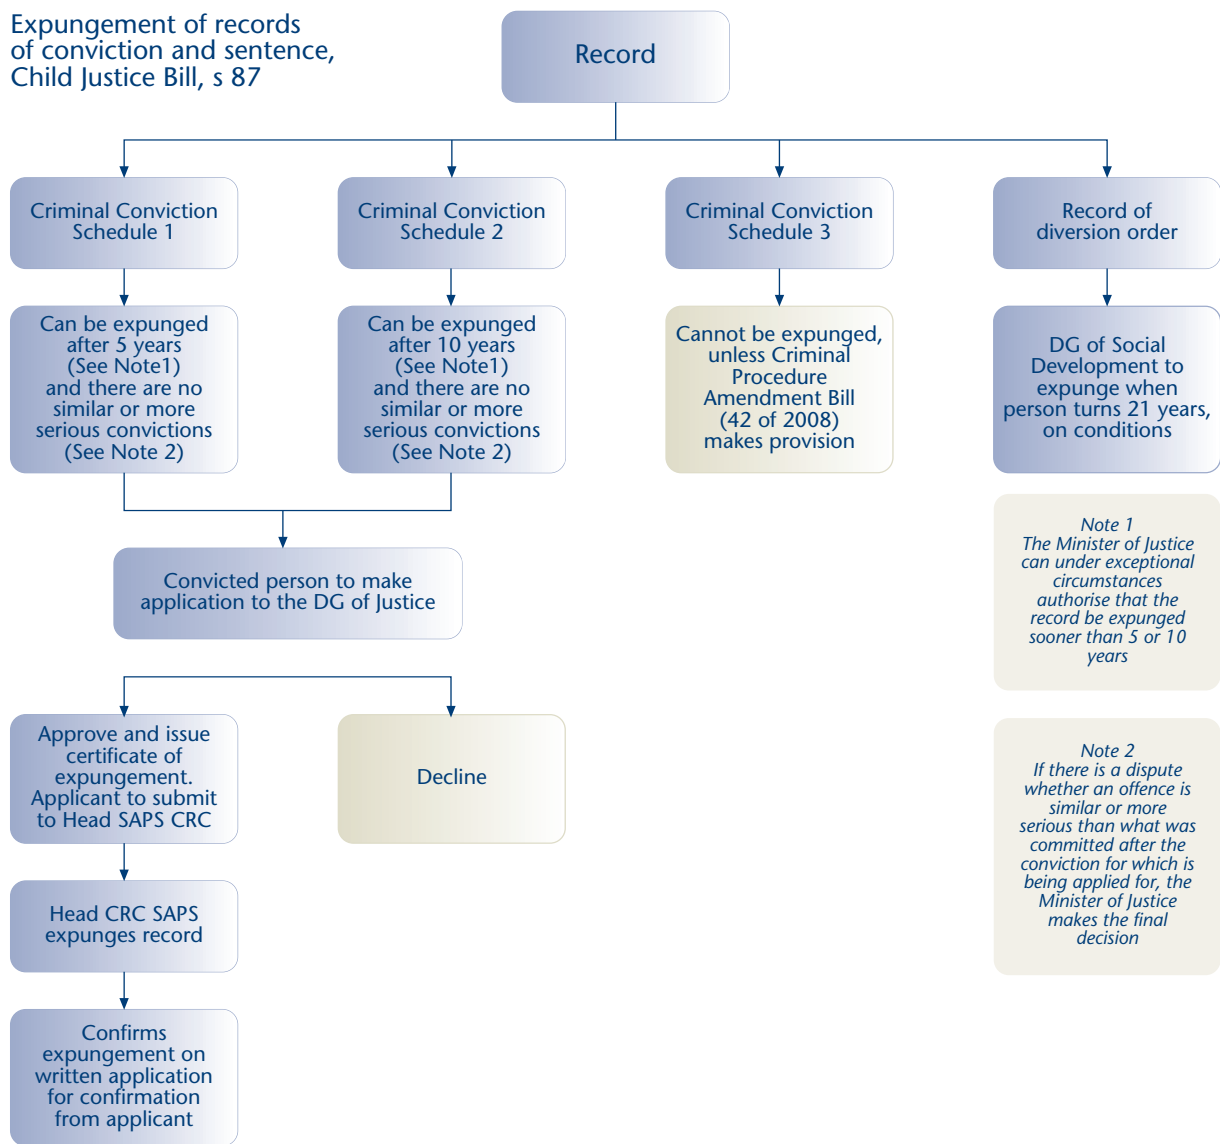 Expungement of records
of conviction and sentence,
Child Justice Bill, s 87
Record
Criminal Conviction
Schedule 1
Criminal Conviction
Schedule 2
Criminal Conviction
Schedule 3
Record of
diversion order
Can be expunged
after 5 years
(See Note1)
and there are no
similar or more
serious convictions
(See Note 2)
Can be expunged
after 10 years
(See Note1)
and there are no
similar or more
serious convictions
(See Note 2)
Cannot be expunged,
unless Criminal
Procedure
Amendment Bill
(42 of 2008)
makes provision
DG of Social
Development to
expunge when
person turns 21 years,
on conditions
Convicted person to make
application to the DG of Justice
Note 1
The Minister of Justice
can under exceptional
circumstances
authorise that the
record be expunged
sooner than 5 or 10
years
Approve and issue
certificate of
expungement.
Applicant to submit
to Head SAPS CRC
Decline
Note 2
If there is a dispute
whether an offence is
similar or more
serious than what was
committed after the
conviction for which is
being applied for, the
Minister of Justice
makes the final
decision
Head CRC SAPS
expunges record
Confirms
expungement on
written application
for confirmation
from applicant